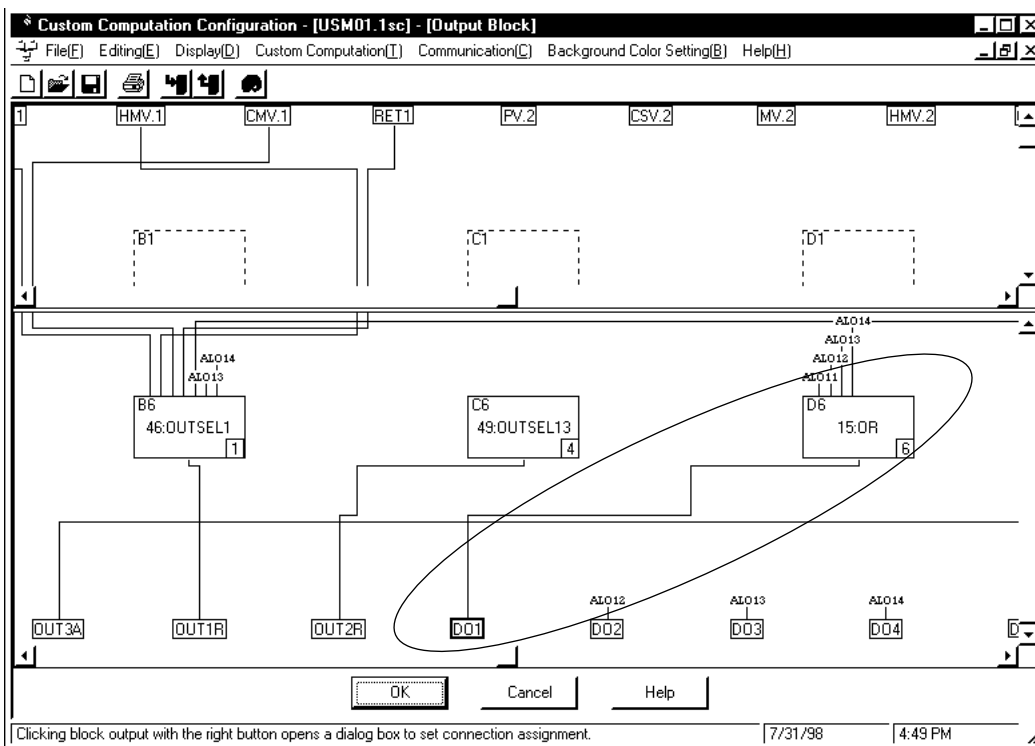 Custom Computation Configuration - [USM01.1sc] - [Output Block]
File(F) Editing(E) Display(D) Custom Computation(T) Communication(C) Background Color Setting(B) Help(H)
1 HMV.1 CMV.1 RET1 PV.2 CSV.2 MV.2 HMV.2
B1 C1 D1
ALO14
ALO13
ALO14 ALO12
ALO13 ALO11
B6 C6 D6
46:OUTSEL1 49:OUTSEL13 15:OR
1 4 6
ALO12 ALO13 ALO14
OUT3A OUT1R OUT2R DO1 DO2 DO3 DO4 D
OK Cancel Help
Clicking block output with the right button opens a dialog box to set connection assignment. 7/31/98 4:49 PM